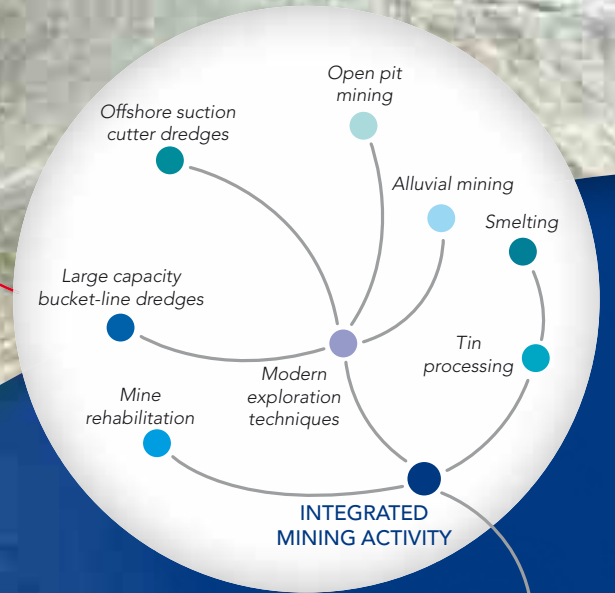 Open pit
mining
Offshore suction
cutter dredges
Alluvial mining
Smelting
Large capacity
bucket-line dredges
Tin
processing
Modern
exploration
techniques
Mine
rehabilitation
INTEGRATED
MINING ACTIVITY